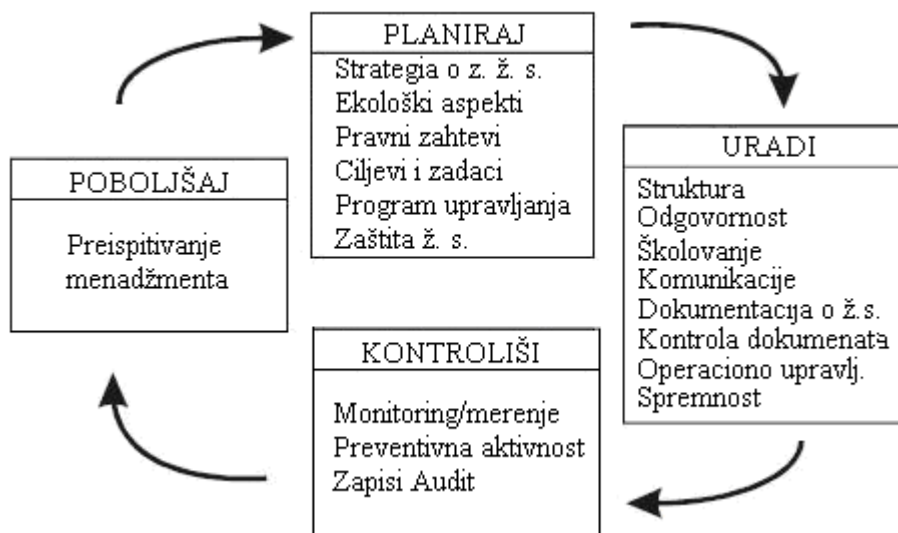 PLANIRAJ
Strategia o z. ž. s.
Ekološki aspekti
Pravni zahtevi
Ciljevi i zadaci
Program upravljanja
Zaštita ž. s.
URADI
Struktura
Odgovornost
Školovanje
Komunikacije
Dokumentacija o ž.s.
Kontrola dokumenata
Operaciono upravlj.
Spremnost
KONTROLIŠI
Monitoring/merenje
Preventivna aktivnost
Zapisi Audit
POBOLJŠAJ
Preispitivanje
menadžmenta